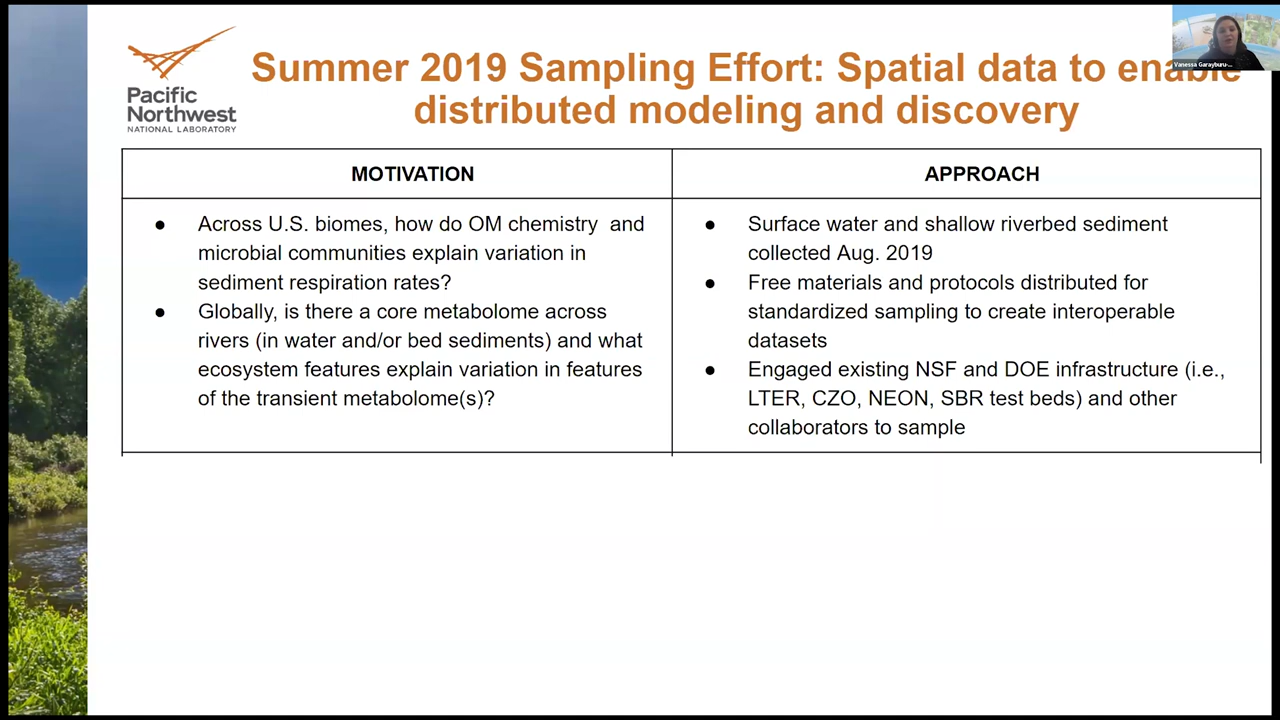 Pacific
Northwest
NATIONAL LABORATORY
Summer 2019 Sampling Effort: Spatial data to enable
distributed modeling and discovery
Vanessa Garayburu-...
MOTIVATION
● Across U.S. biomes, how do OM chemistry and
microbial communities explain variation in
sediment respiration rates?
● Globally, is there a core metabolome across
rivers (in water and/or bed sediments) and what
ecosystem features explain variation in features
of the transient metabolome(s)?
APPROACH
● Surface water and shallow riverbed sediment
collected Aug. 2019
● Free materials and protocols distributed for
standardized sampling to create interoperable
datasets
● Engaged existing NSF and DOE infrastructure (i.e.,
LTER, CZO, NEON, SBR test beds) and other
collaborators to sample